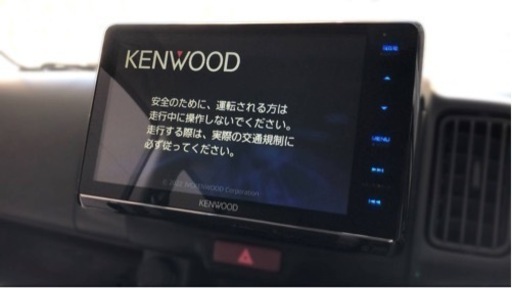 KENWOOD
安全のために、運転される方は
走行中に操作しないでください。
走行する際は、実際の交通規制に
必ず従ってください。
JVCKENWOOD Corporation
KENWOOD